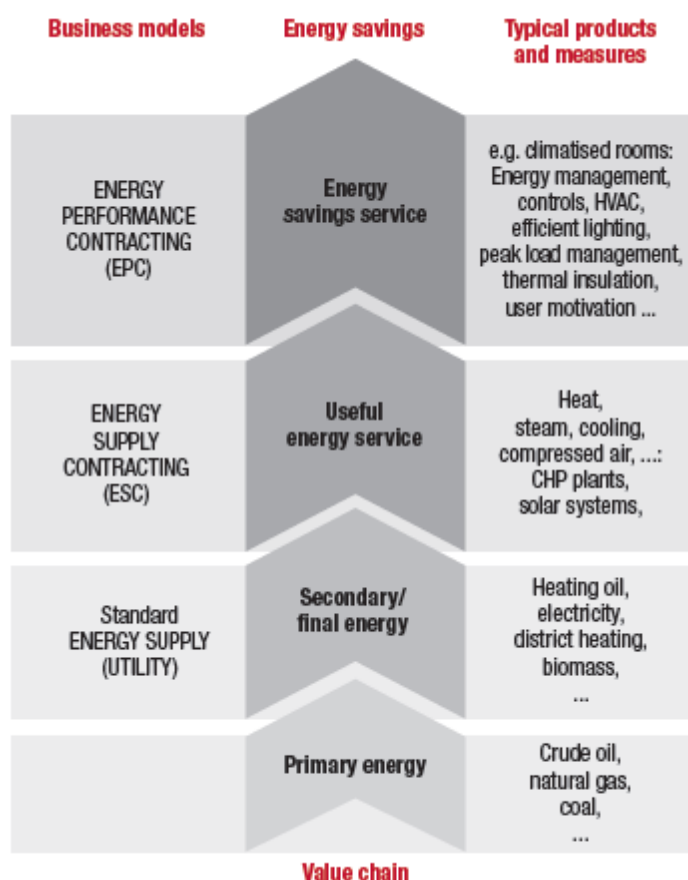 Business models
Energy savings
Typical products
and measures
ENERGY
PERFORMANCE
CONTRACTING
(EPC)
Energy
savings service
e.g. climatised rooms:
Energy management,
controls, HVAC,
efficient lighting,
peak load management,
thermal insulation,
user motivation ...
ENERGY
SUPPLY
CONTRACTING
(ESC)
Useful
energy service
Heat,
steam, cooling,
compressed air, ...:
CHP plants,
solar systems,
Standard
ENERGY SUPPLY
(UTILITY)
Secondary/
final energy
Heating oil,
electricity,
district heating,
biomass,
...
Primary energy
Crude oil,
natural gas,
coal,
...
Value chain